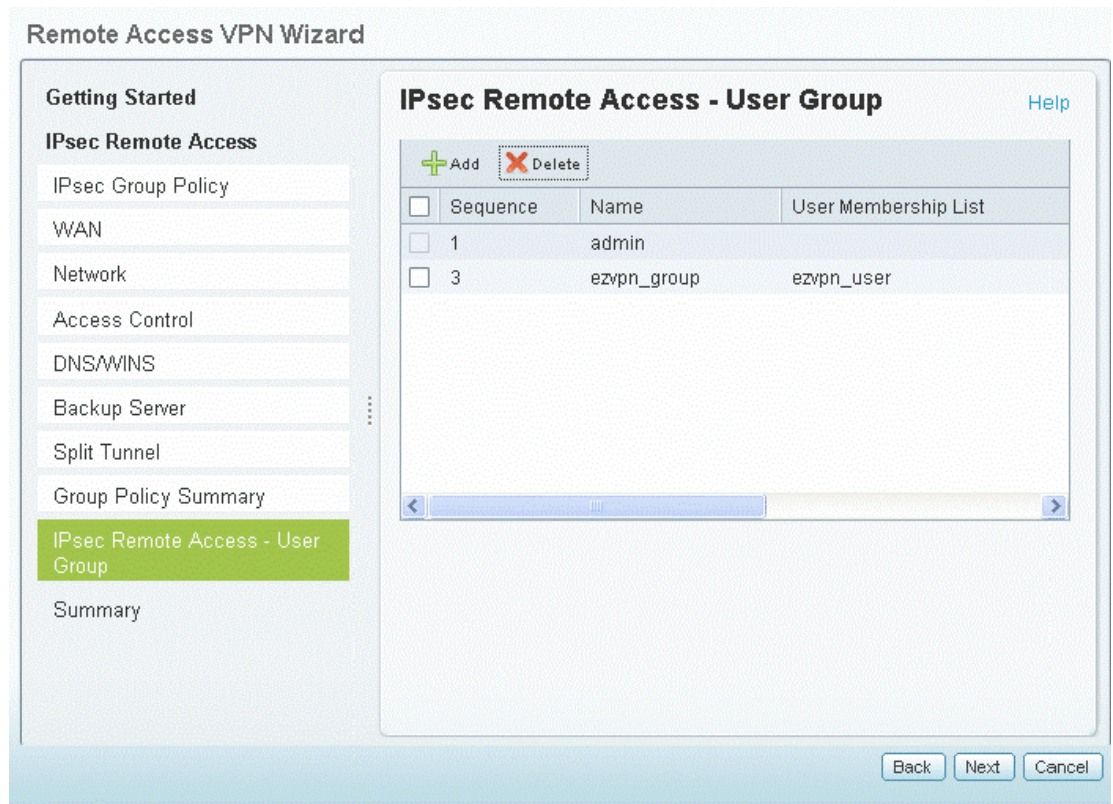 Remote Access VPN Wizard
Getting Started
IPsec Remote Access
IPsec Group Policy
WAN
Network
Access Control
DNS/WINS
Backup Server
Split Tunnel
Group Policy Summary
IPsec Remote Access - User
Group
Summary
IPsec Remote Access - User Group
Help
Add Delete
Sequence Name User Membership List
1 admin
3 ezvpn_group ezvpn_user
Back Next Cancel